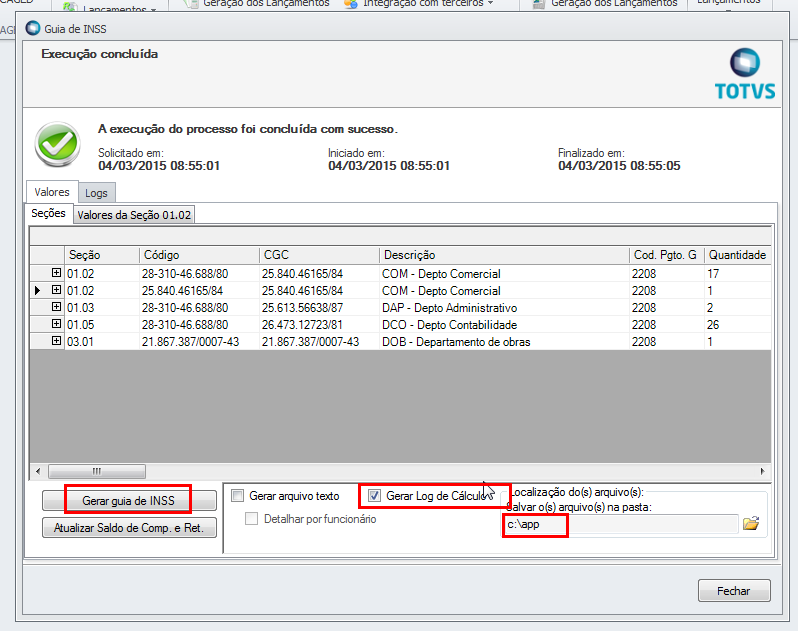 CAGED
Lançamentos
Geração dos Lançamentos
Integração com terceiros
Geração dos Lançamentos
Lançamentos
Guia de INSS
Execução concluída
TOTVS
A execução do processo foi concluída com sucesso.
Solicitado em: Iniciado em: Finalizado em:
04/03/2015 08:55:01 04/03/2015 08:55:01 04/03/2015 08:55:05
Valores Logs
Seções Valores da Seção 01.02
Seção Código CGC Descrição Cod. Pgto. G Quantidade
01.02 28-310-46.688/80 25.840.46165/84 COM - Depto Comercial 2208 17
01.02 25.840.46165/84 25.840.46165/84 COM - Depto Comercial 2208 1
01.03 28-310-46.688/80 25.613.56638/87 DAP - Depto Administrativo 2208 2
01.05 28-310-46.688/80 26.473.12723/81 DCO - Depto Contabilidade 2208 26
03.01 21.867.387/0007-43 21.867.387/0007-43 DOB - Departamento de obras 2208 1
Gerar guia de INSS Gerar arquivo texto Gerar Log de Cálculo Localização do(s) arquivo(s):
Salvar o(s) arquivo(s) na pasta:
Atualizar Saldo de Comp. e Ret. Detalhar por funcionário c:\app
Fechar